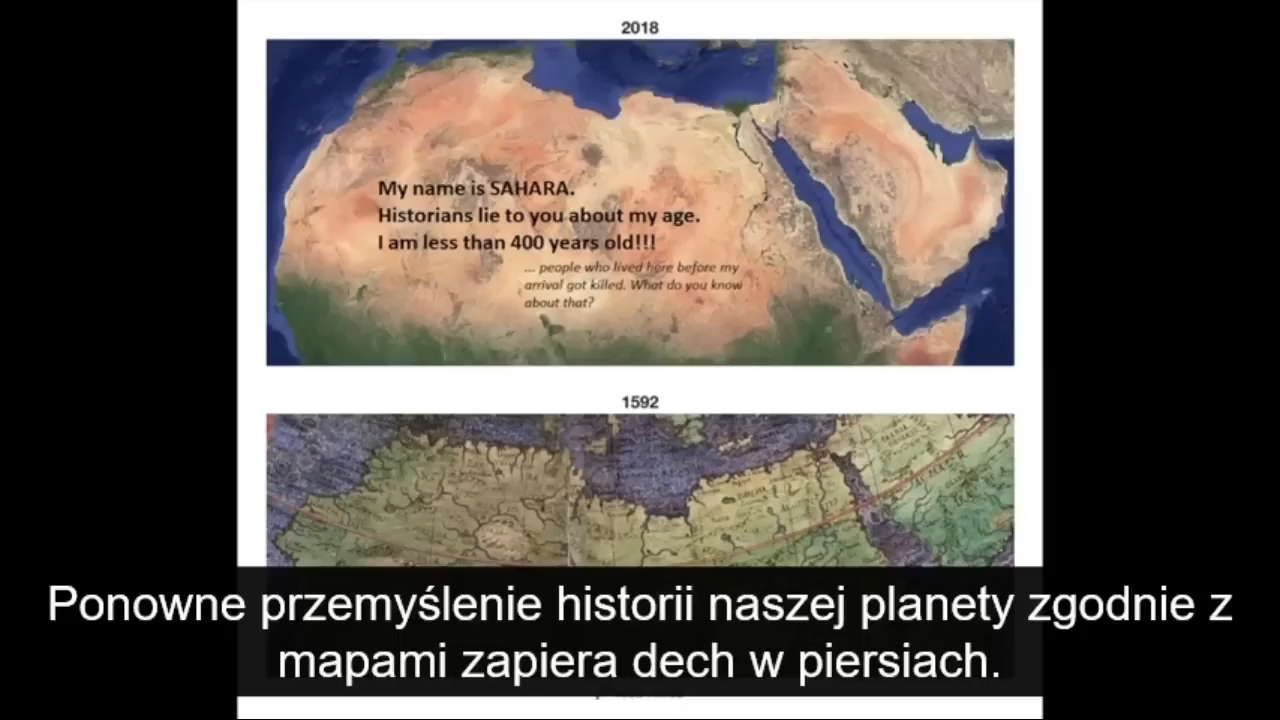 2018
My name is SAHARA.
Historians lie to you about my age.
I am less than 400 years old!!!
... people who lived here before my
arrival got killed. What do you know
about that?
1592
Ponowne przemyślenie historii naszej planety zgodnie z
mapami zapiera dech w piersiach.